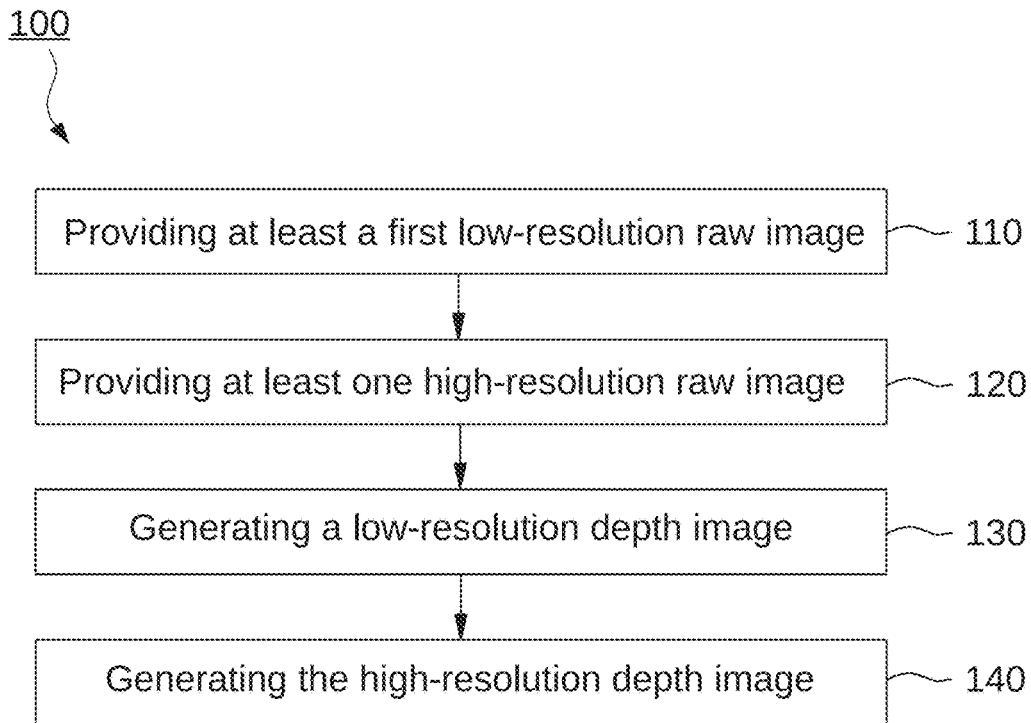 100
Providing at least a first low-resolution raw image
110
Providing at least one high-resolution raw image
120
Generating a low-resolution depth image
130
Generating the high-resolution depth image
140